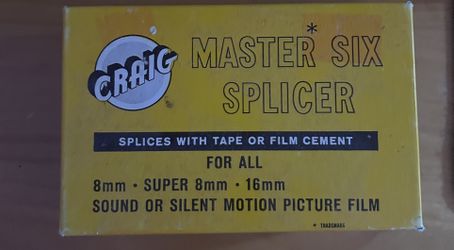 CRAIG
MASTER* SIX
SPLICER
SPLICES WITH TAPE OR FILM CEMENT
FOR ALL
8mm · SUPER 8mm · 16mm
SOUND OR SILENT MOTION PICTURE FILM
* TRADEMARK